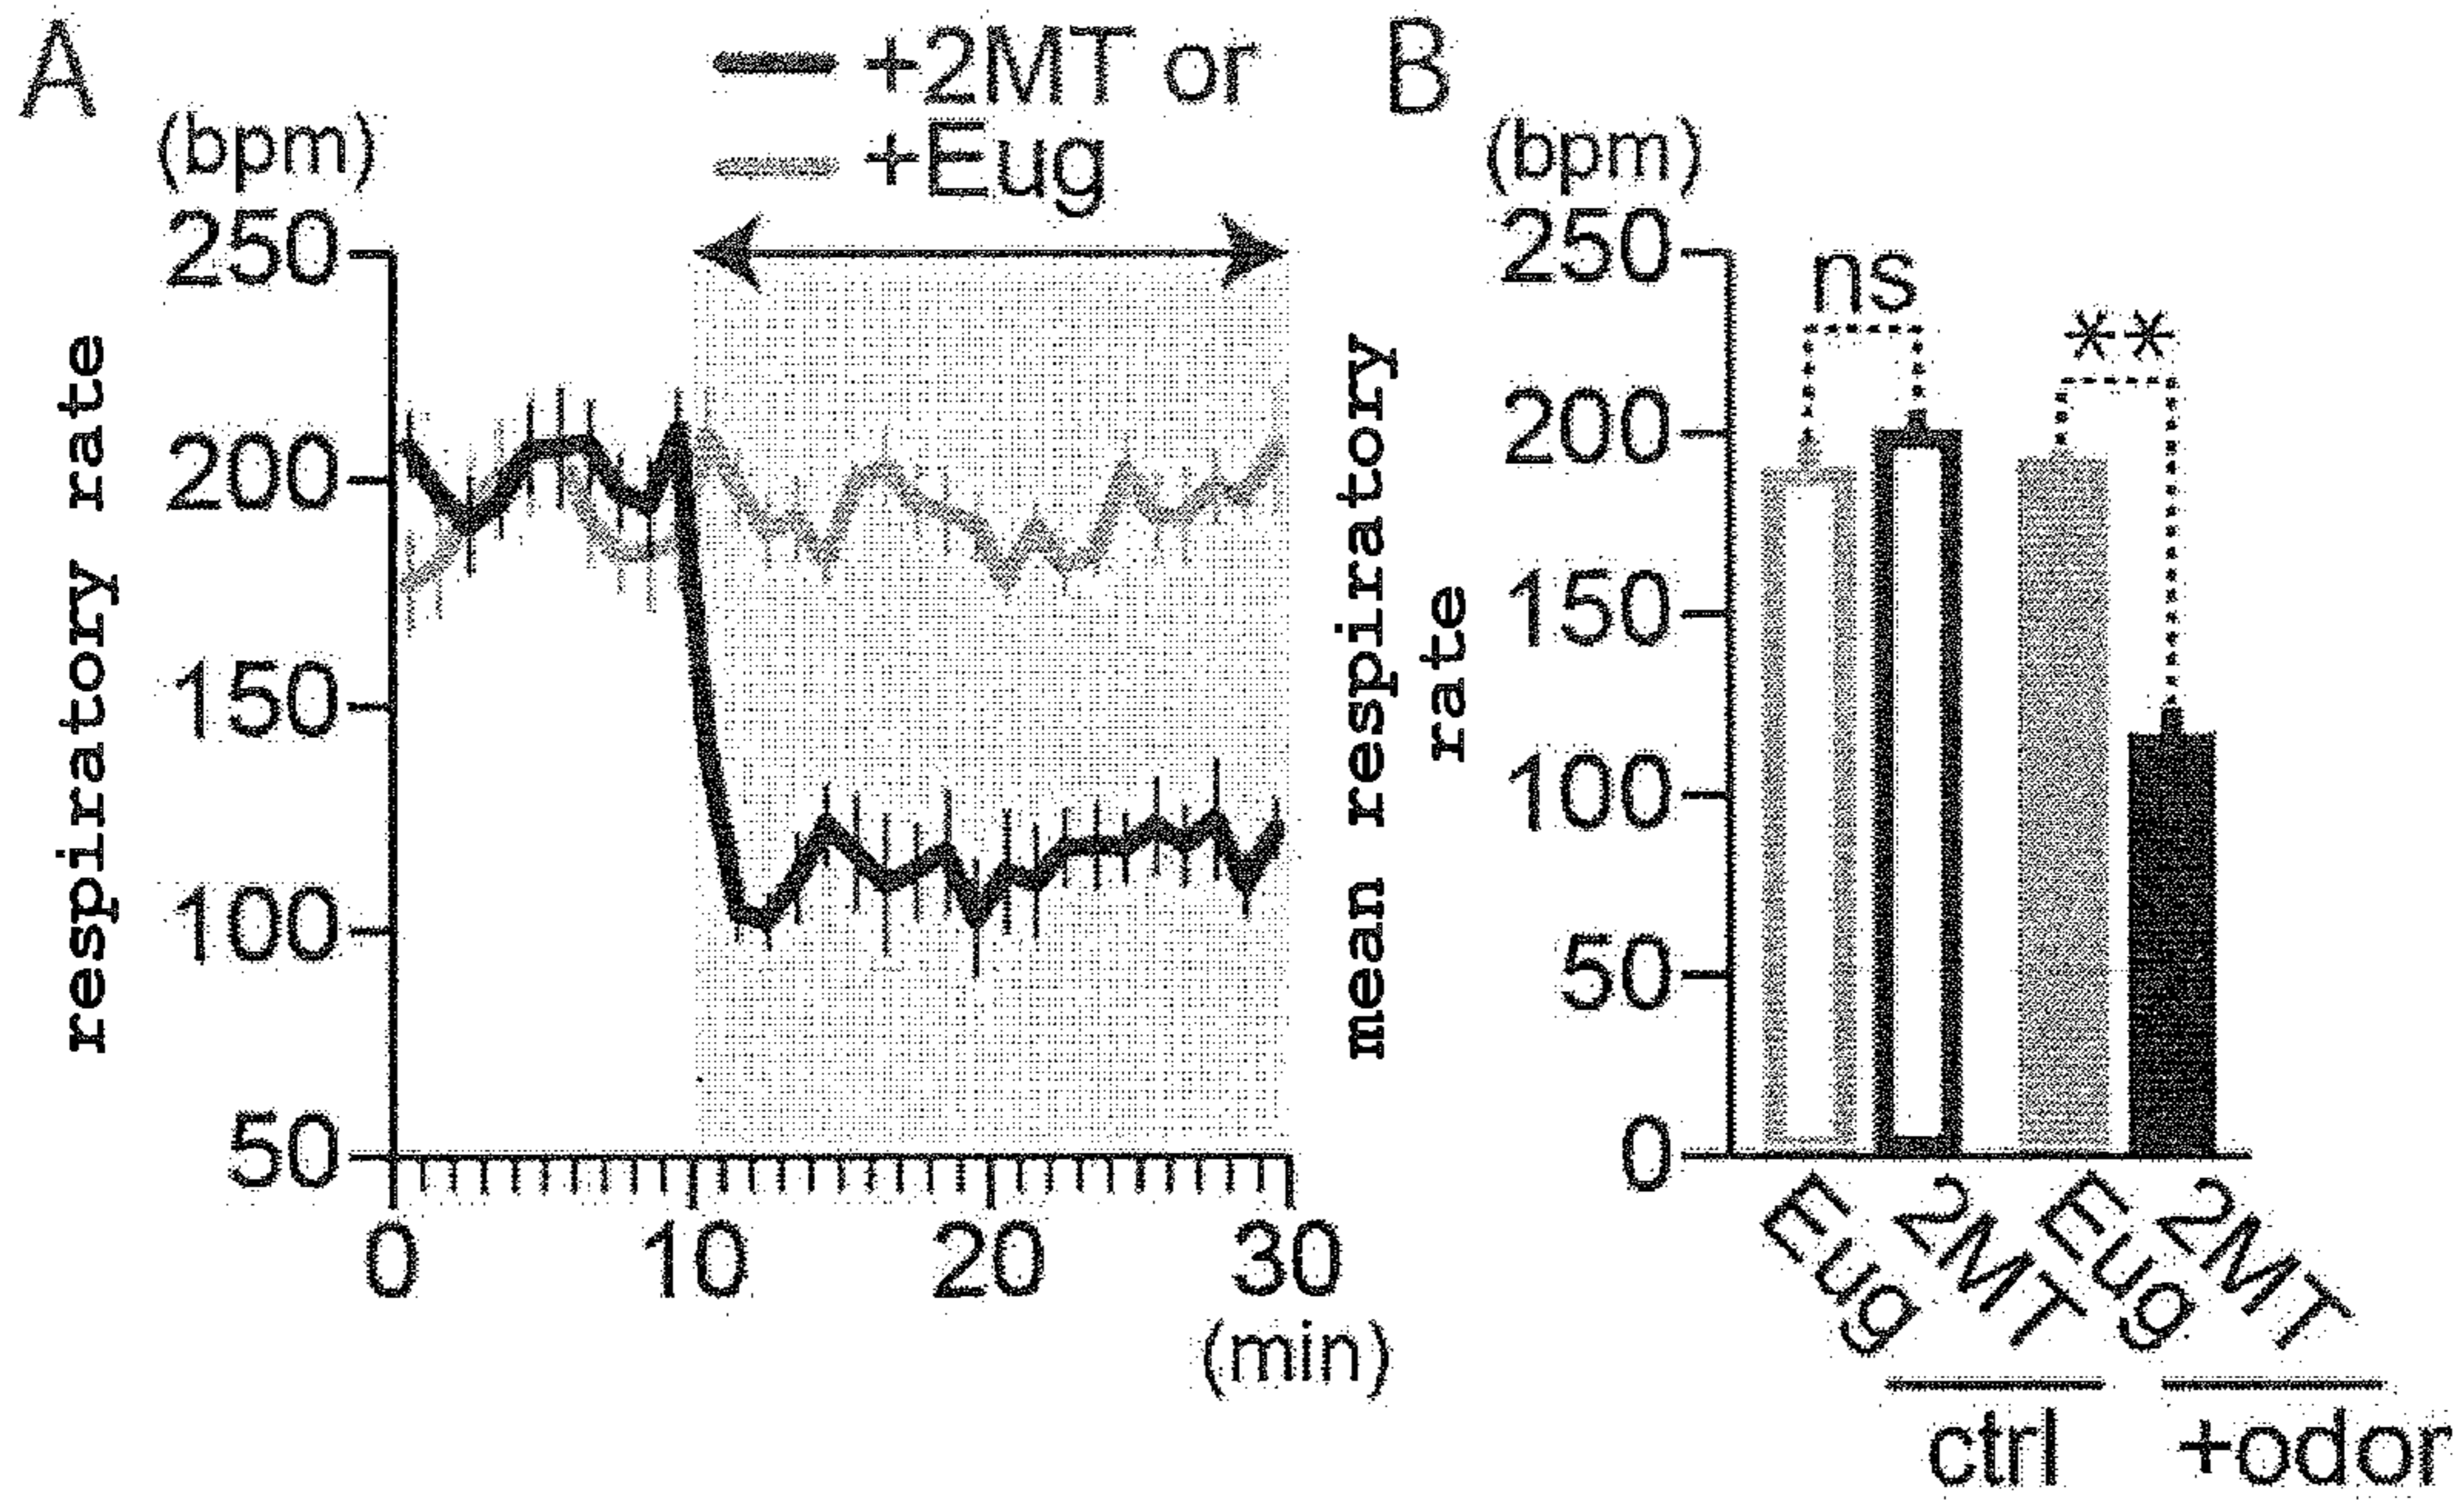 A
+2MT or
+Eug
(bpm)
250
200
150
100
50
respiratory rate
0 10 20 30
(min)
B
(bpm)
250
200
150
100
50
0
mean respiratory
rate
ns
**
Eug 2MT Eug 2MT
ctrl +odor